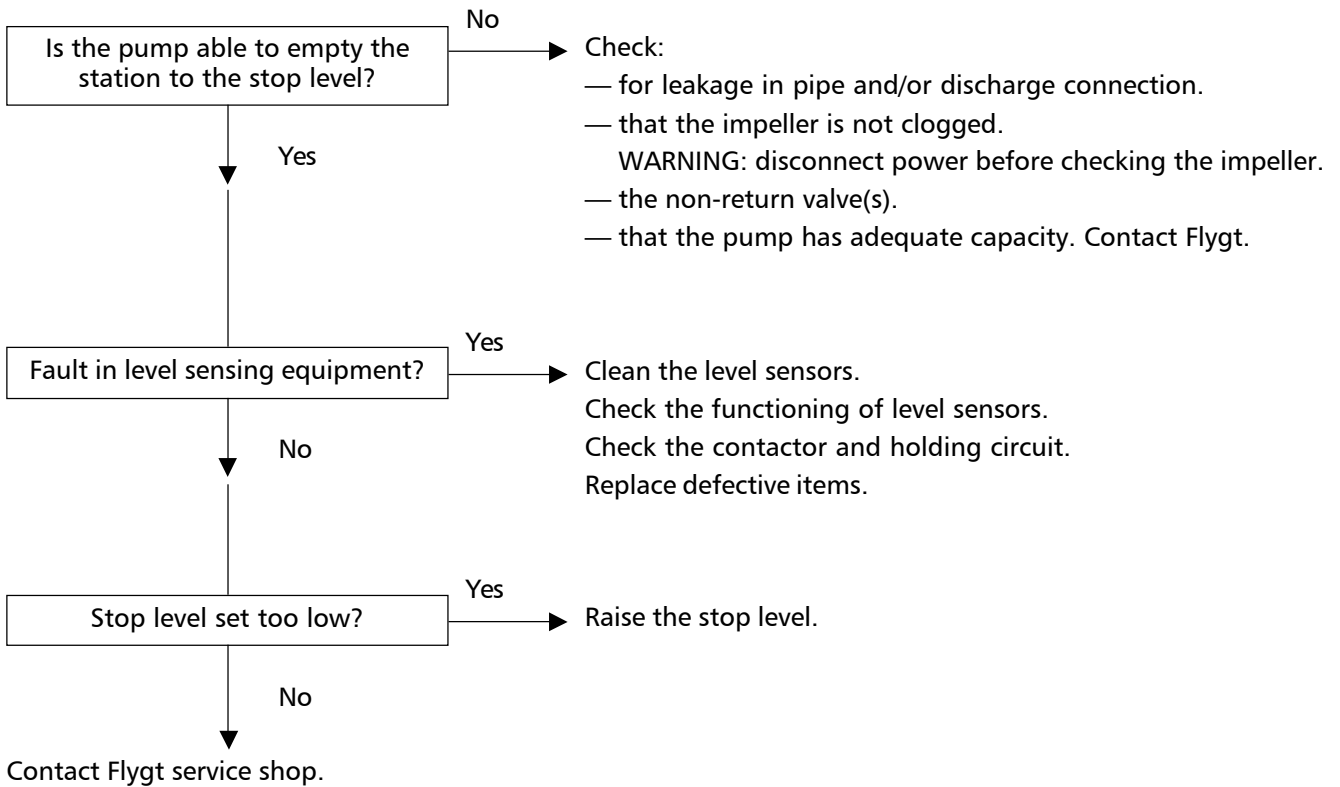 No
Is the pump able to empty the
station to the stop level?
Check:
— for leakage in pipe and/or discharge connection.
— that the impeller is not clogged.
WARNING: disconnect power before checking the impeller.
— the non-return valve(s).
— that the pump has adequate capacity. Contact Flygt.
Yes
Fault in level sensing equipment?
Yes
Clean the level sensors.
Check the functioning of level sensors.
Check the contactor and holding circuit.
Replace defective items.
No
Stop level set too low?
Yes
Raise the stop level.
No
Contact Flygt service shop.